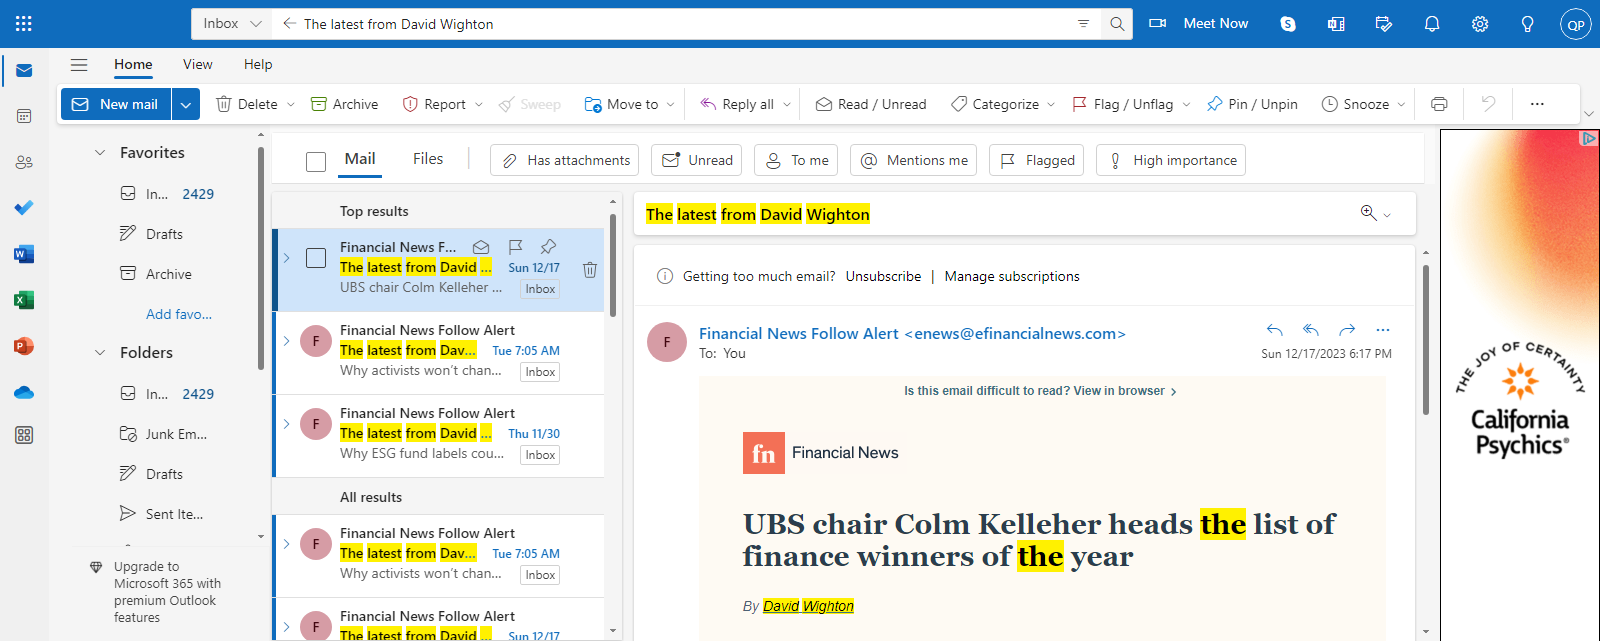 Inbox
The latest from David Wighton
Meet Now
QP
Home
View
Help
New mail
Delete
Archive
Report
Sweep
Move to
Reply all
Read / Unread
Categorize
Flag / Unflag
Pin / Unpin
Snooze
Favorites
In... 2429
Drafts
Archive
Add favo...
Folders
In... 2429
Junk Em...
Drafts
Sent Ite...
Upgrade to
Microsoft 365 with
premium Outlook
features
Mail
Files
Has attachments
Unread
To me
Mentions me
Flagged
High importance
Top results
Financial News F...
The latest from David ... Sun 12/17
UBS chair Colm Kelleher ... Inbox
F
Financial News Follow Alert
The latest from Dav... Tue 7:05 AM
Why activists won't chan... Inbox
F
Financial News Follow Alert
The latest from David ... Thu 11/30
Why ESG fund labels cou... Inbox
All results
F
Financial News Follow Alert
The latest from Dav... Tue 7:05 AM
Why activists won't chan... Inbox
F
Financial News Follow Alert
The latest from David ... Sun 12/17
The latest from David Wighton
Getting too much email? Unsubscribe | Manage subscriptions
F
Financial News Follow Alert <enews@efinancialnews.com>
To: You
Sun 12/17/2023 6:17 PM
Is this email difficult to read? View in browser ›
fn Financial News
UBS chair Colm Kelleher heads the list of
finance winners of the year
By David Wighton
THE JOY OF CERTAINTY
California
Psychics®